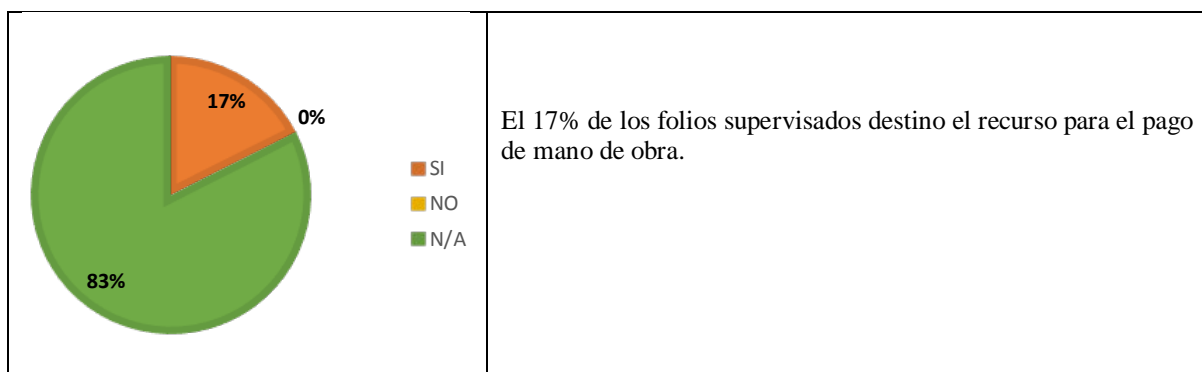 17%
0%
83%
SI
NO
N/A
El 17% de los folios supervisados destino el recurso para el pago
de mano de obra.